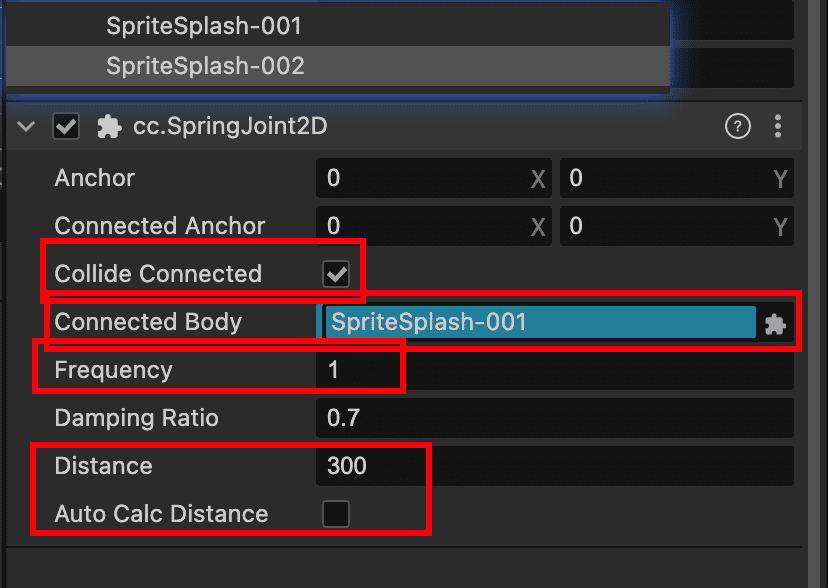 SpriteSplash-001
SpriteSplash-002
cc.SpringJoint2D ?
Anchor 0 X 0 Y
Connected Anchor 0 X 0 Y
Collide Connected
Connected Body SpriteSplash-001
Frequency 1
Damping Ratio 0.7
Distance 300
Auto Calc Distance